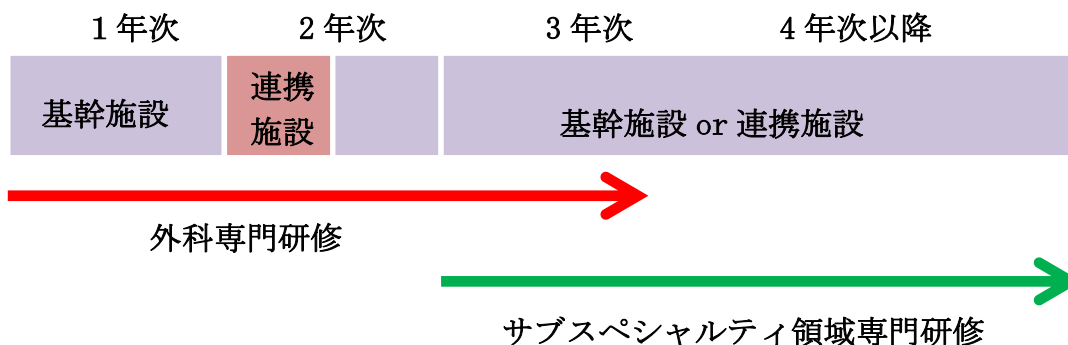 1 年次
2 年次
3 年次
4 年次以降
基幹施設
連携
施設
基幹施設 or 連携施設
外科専門研修
サブスペシャルティ領域専門研修